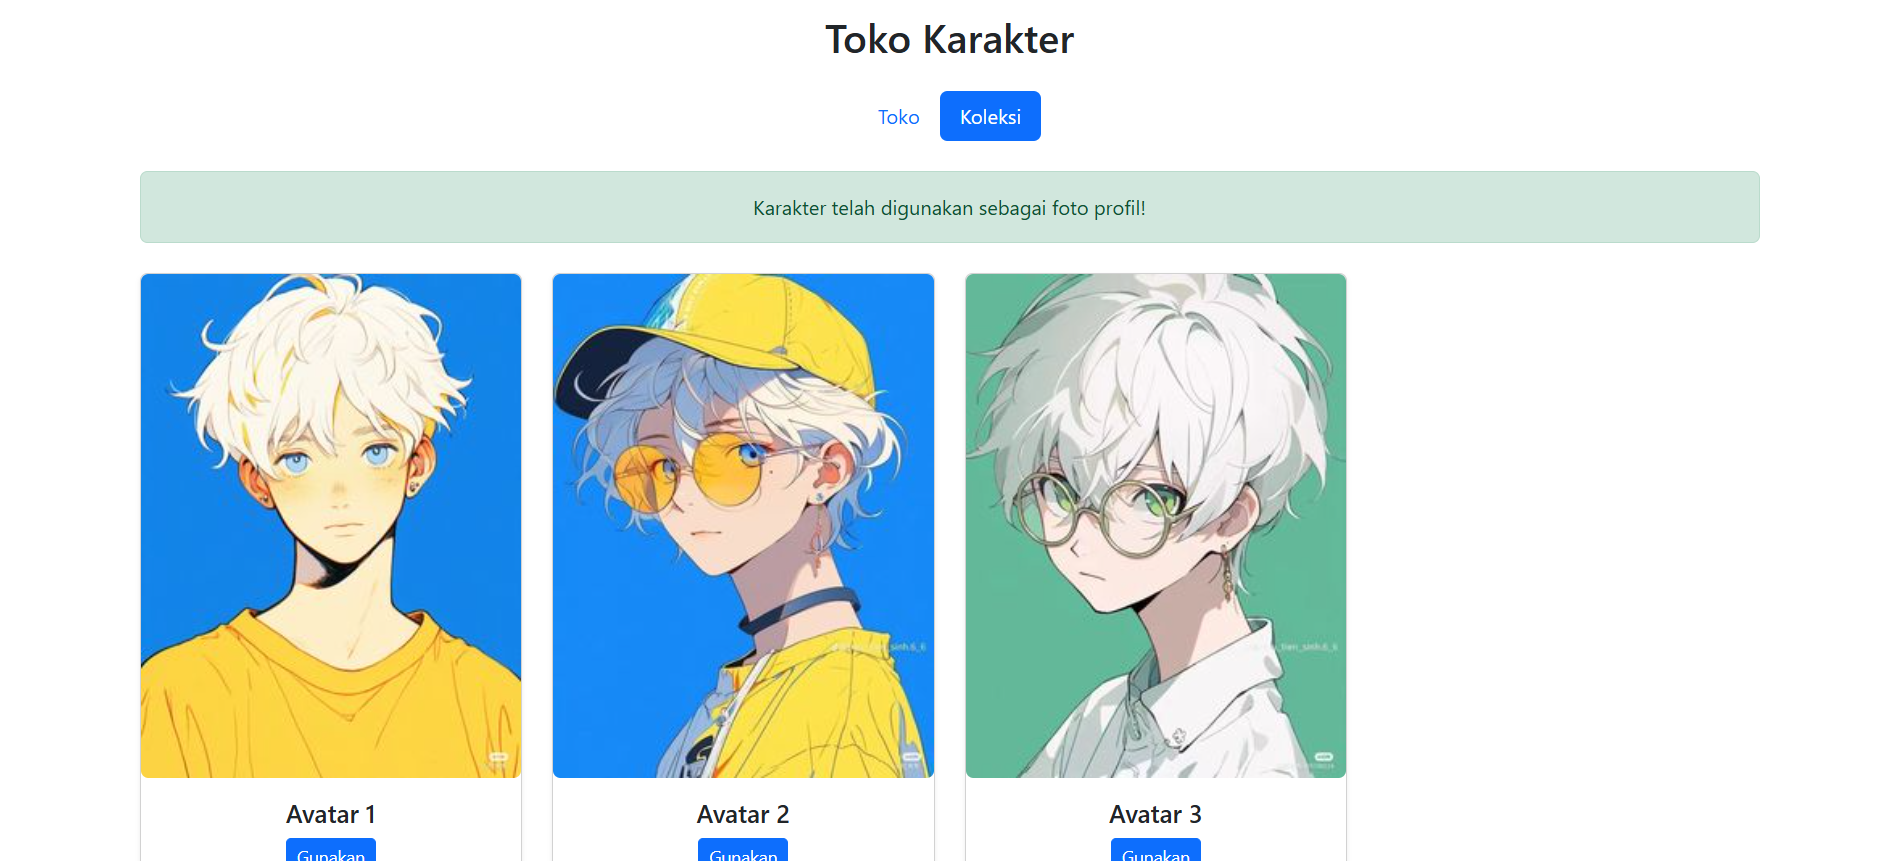 Toko Karakter
Toko Koleksi
Karakter telah digunakan sebagai foto profil!
Avatar 1 Avatar 2 Avatar 3
Gunakan Gunakan Gunakan